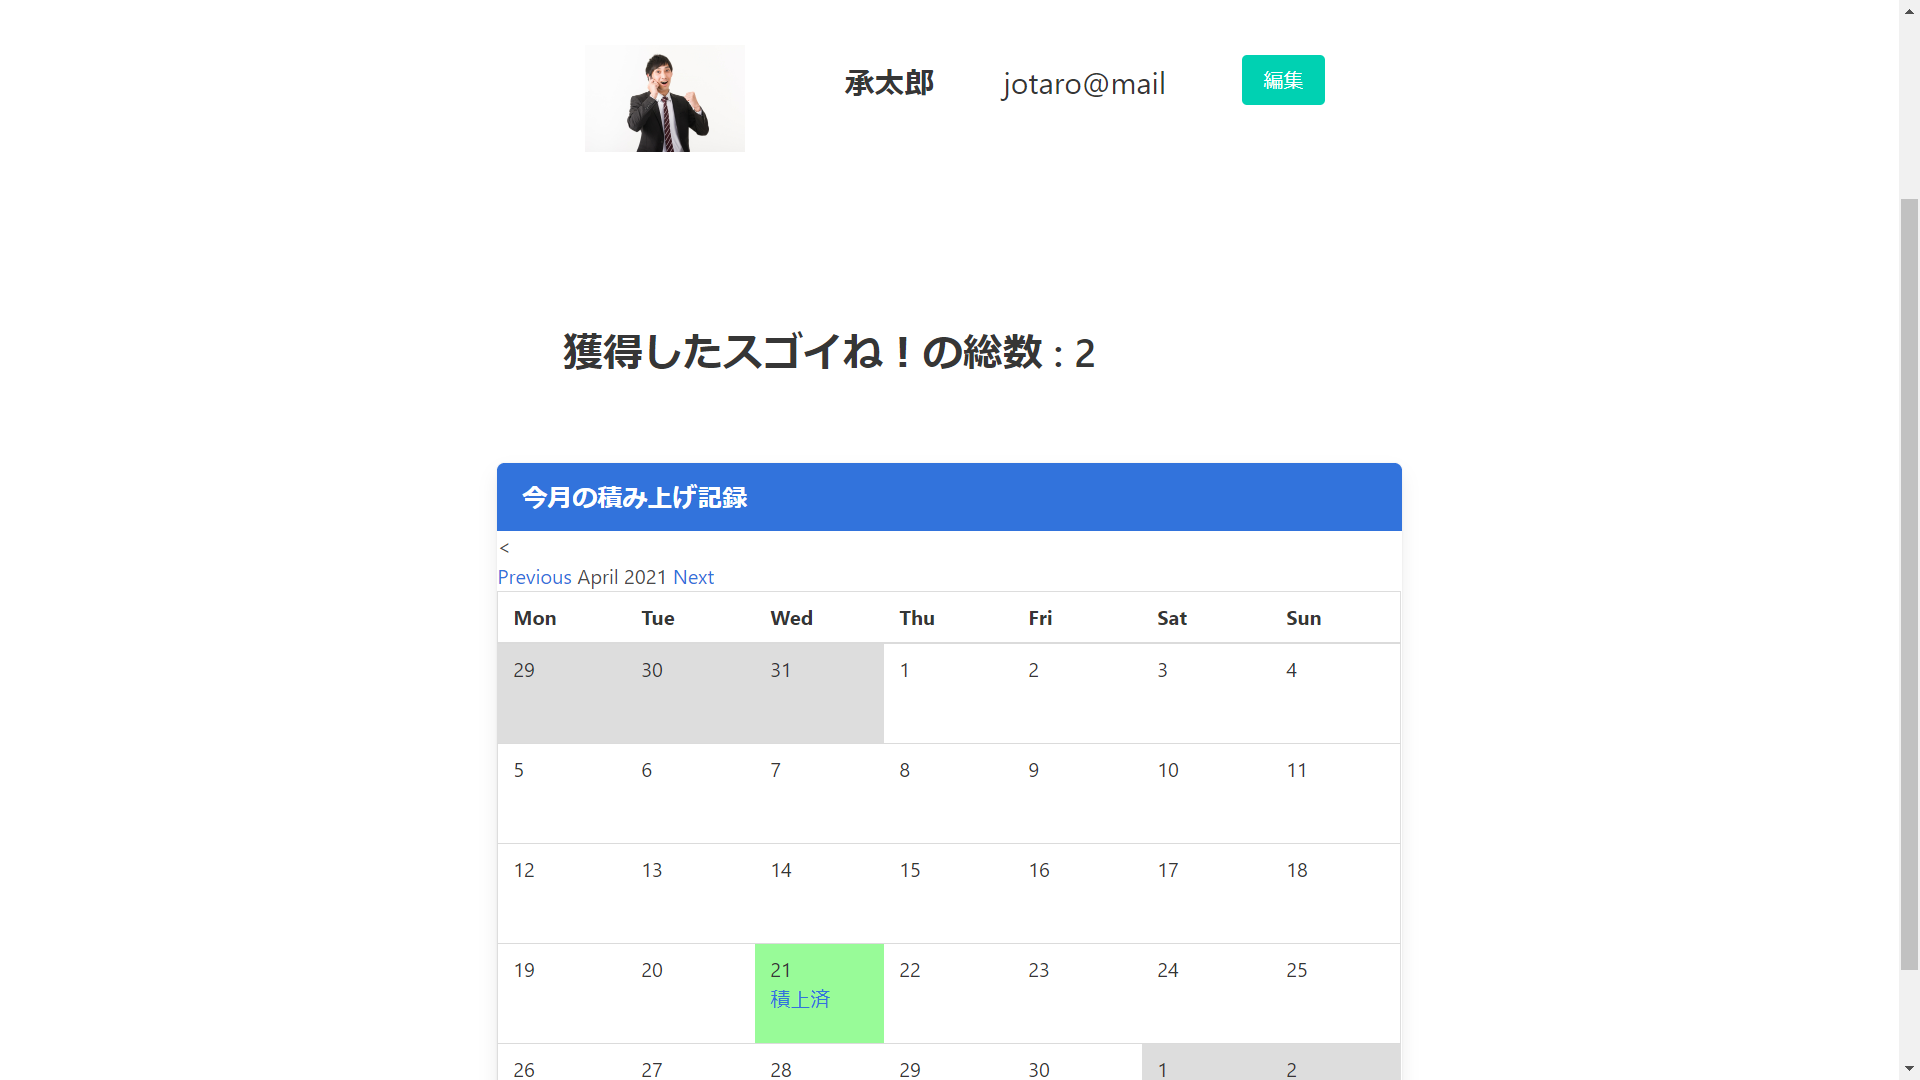 承太郎 jotaro@mail 編集
獲得したスゴイね！の総数 : 2
今月の積み上げ記録
<
Previous April 2021 Next
Mon Tue Wed Thu Fri Sat Sun
29 30 31 1 2 3 4
5 6 7 8 9 10 11
12 13 14 15 16 17 18
19 20 21 22 23 24 25
積上済
26 27 28 29 30 1 2